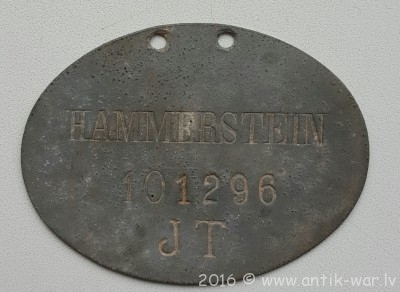 HAMMERSTEIN
101296
JT
2016 © www.antik-war.lv